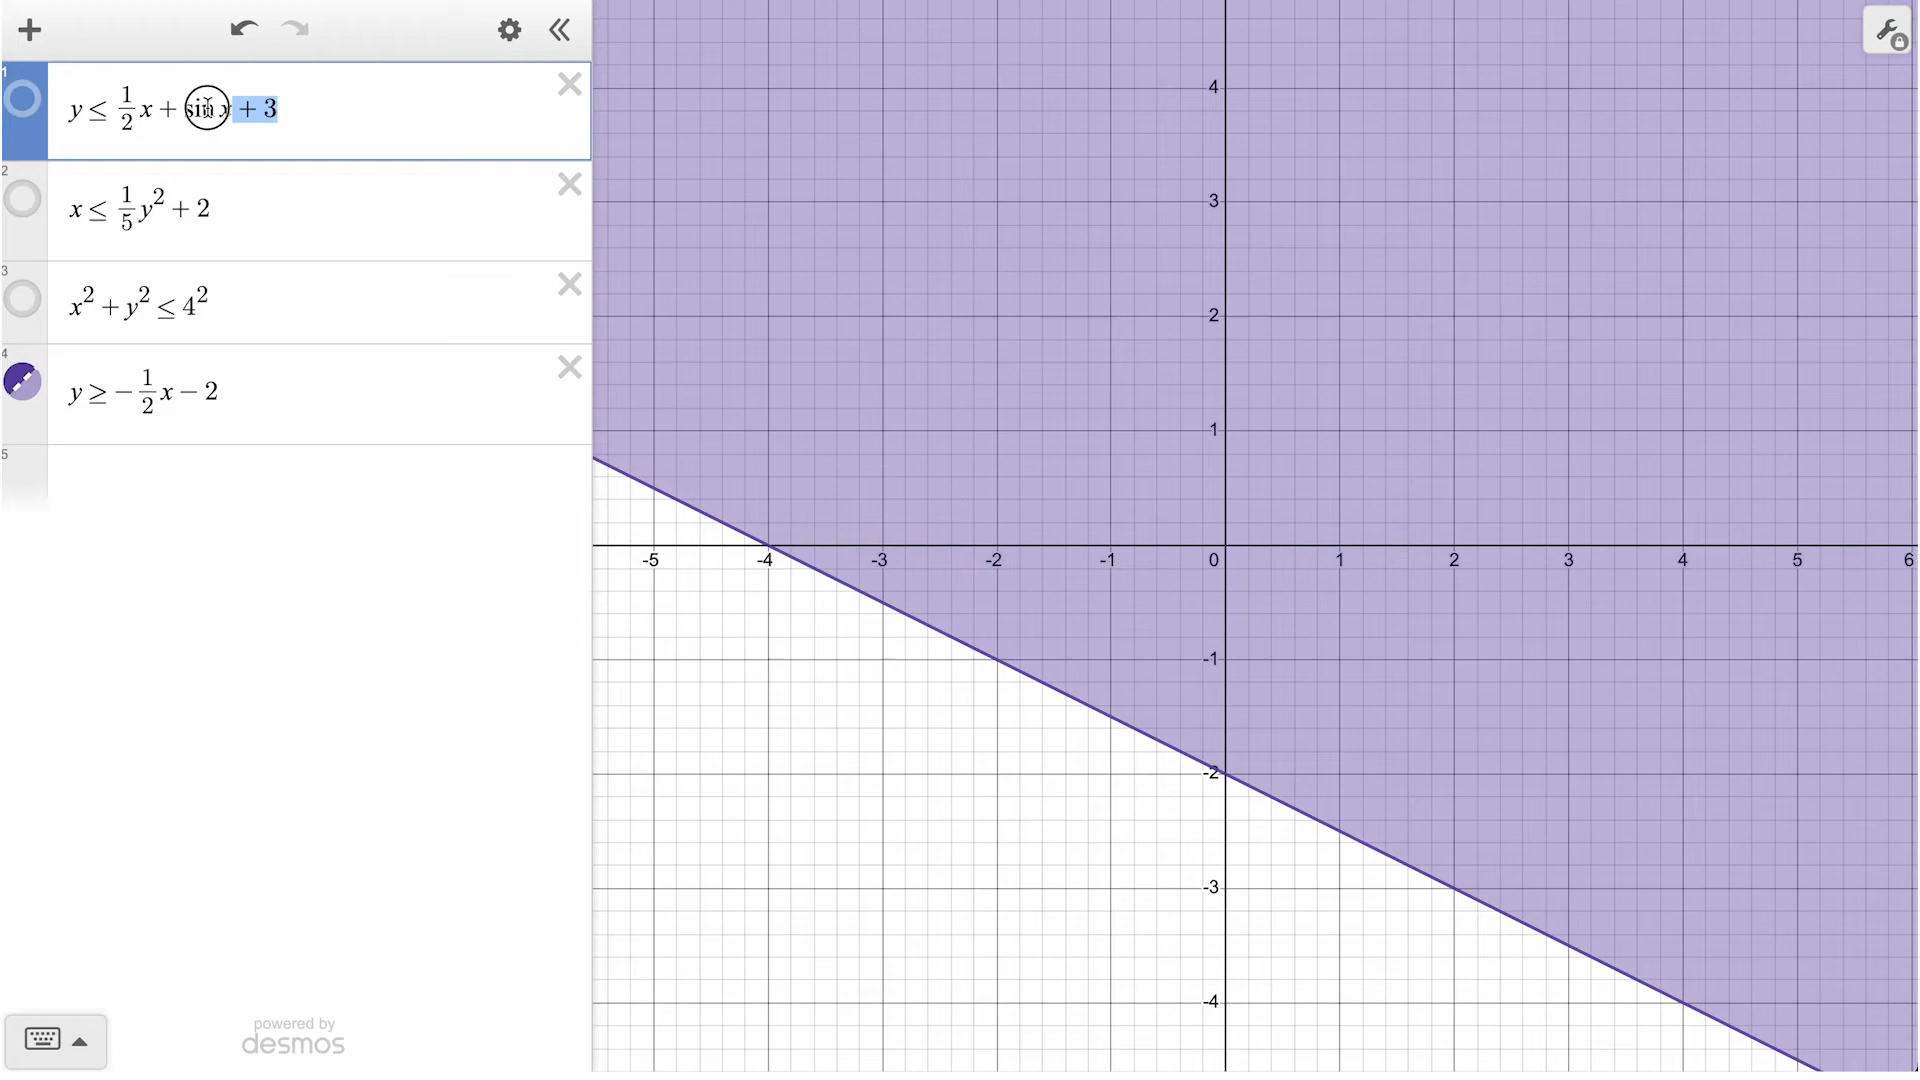 1
y ≤ 1/2 x + sin x + 3
2
x ≤ 1/5 y² + 2
3
x² + y² ≤ 4²
4
y ≥ − 1/2 x − 2
5
powered by
desmos
4
3
2
1
-5 -4 -3 -2 -1 0 1 2 3 4 5 6
-1
-2
-3
-4